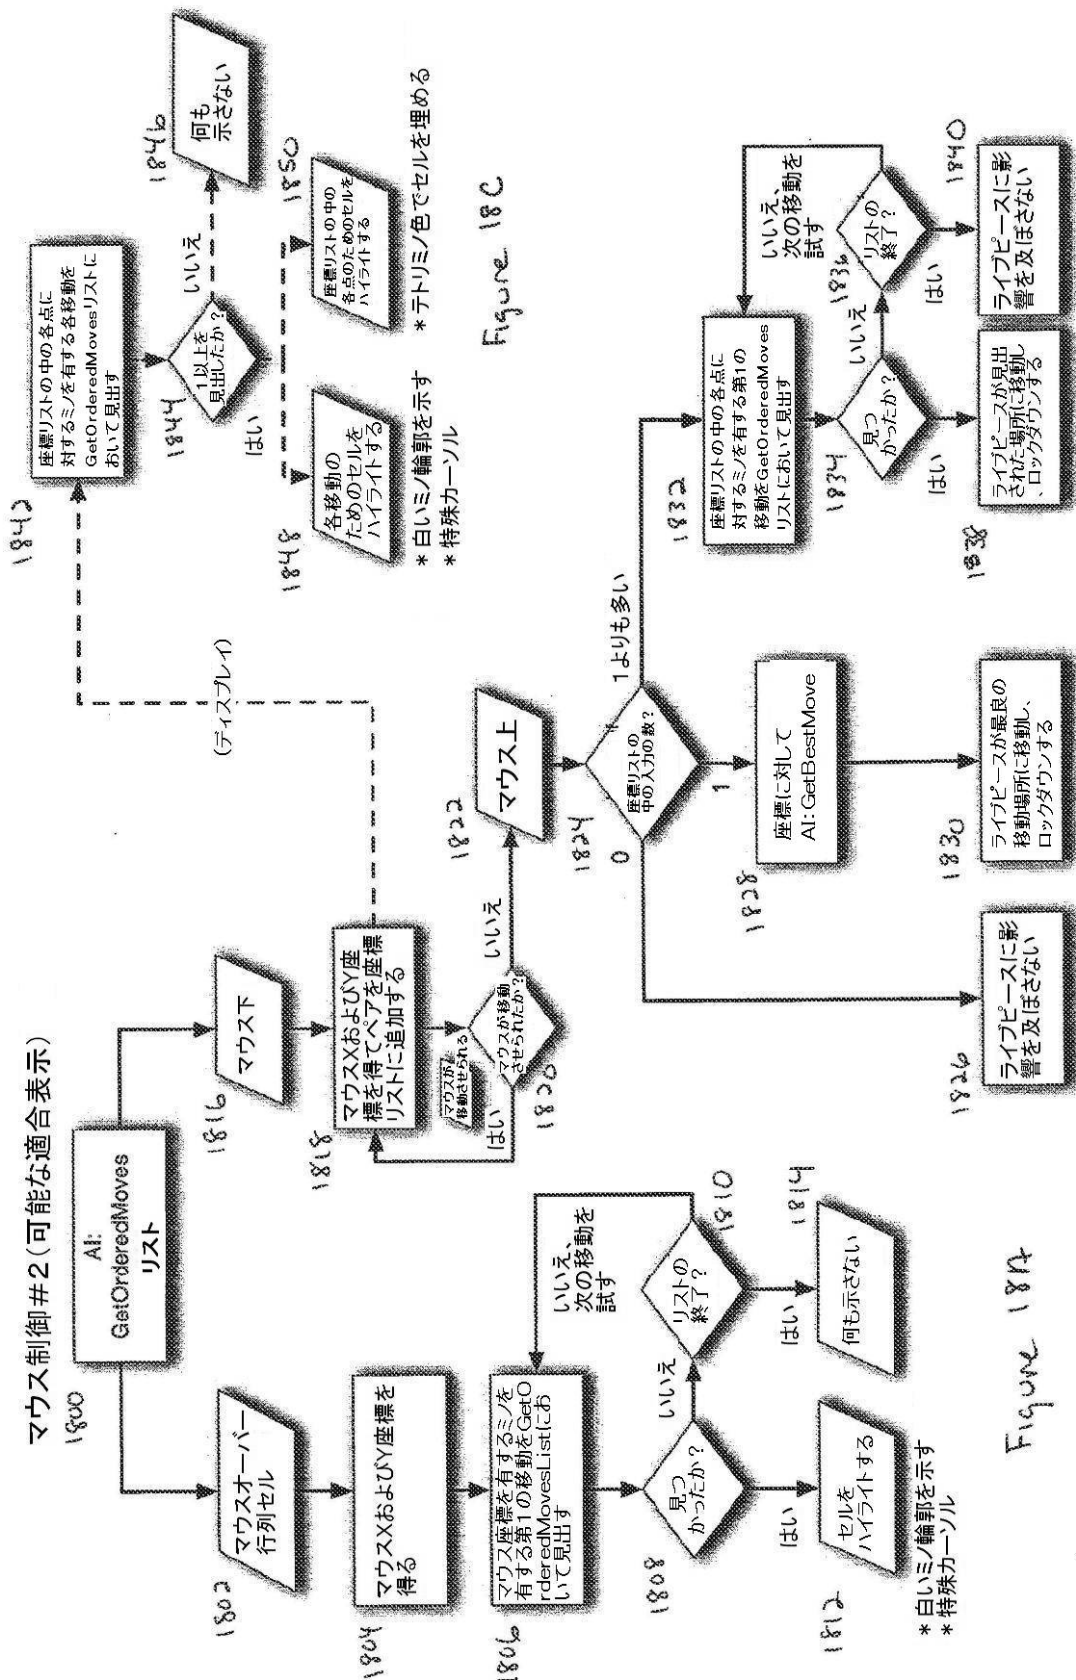 マウス制御#2(可能な適合表示)
1800
AI:
GetOrderedMoves
リスト
1802
マウスオーバー
行列セル
1804
マウスXおよびY座標を
得る
1806
マウス座標を有するミノを
有する第1の移動をGetO
rderedMovesListにお
いて見出す
1808
見つ
かったか?
いいえ
はい
1810
リストの
終了?
いいえ、
次の移動を
試す
はい
1812
セルを
ハイライトする
*白いミノ輪郭を示す
*特殊カーソル
1814
何も示さない
Figure 18A
1816
マウス下
1818
マウスXおよびY座
標を得てペアを座標
リストに追加する
マウスが
移動させられる
1820
マウスが移動
させられたか?
はい
いいえ
1822
マウス上
1824
座標リストの
中の入力の数?
0
1
1よりも多い
1826
ライブピースに影
響を及ぼさない
1828
座標に対して
AI:GetBestMove
1830
ライブピースが最良の
移動場所に移動し、
ロックダウンする
1832
座標リストの中の各点に
対するミノを有する第1の
移動をGetOrderedMoves
リストにおいて見出す
1834
見つ
かったか?
いいえ
はい
1836
リストの
終了?
いいえ、
次の移動を
試す
はい
1838
ライブピースが見出
された場所に移動し
、ロックダウンする
1840
ライブピースに影
響を及ぼさない
(ディスプレイ)
1842
座標リストの中の各点に
対するミノを有する各移動を
GetOrderedMovesリストに
おいて見出す
1844
1以上を
見出したか?
いいえ
はい
1846
何も
示さない
1848
各移動の
ためのセルを
ハイライトする
*白いミノ輪郭を示す
*特殊カーソル
1850
座標リストの中の
各点のためのセルを
ハイライトする
*テトリミノ色でセルを埋める
Figure 18C